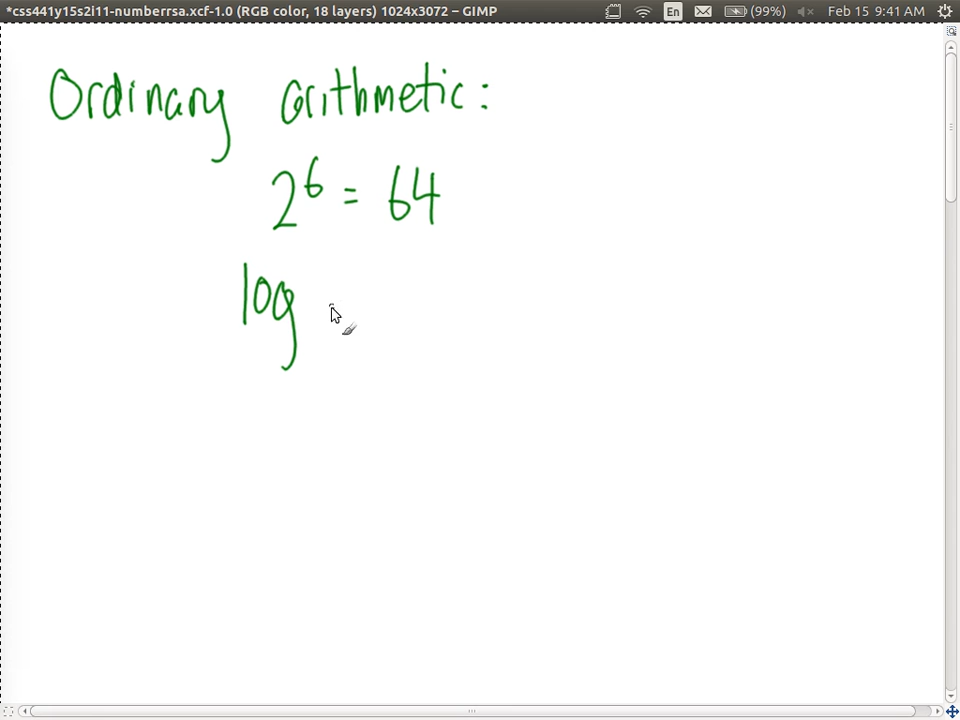 *css441y15s2i11-numberrsa.xcf-1.0 (RGB color, 18 layers) 1024x3072 – GIMP En (99%) Feb 15 9:41 AM
Ordinary arithmetic:
2⁶ = 64
log